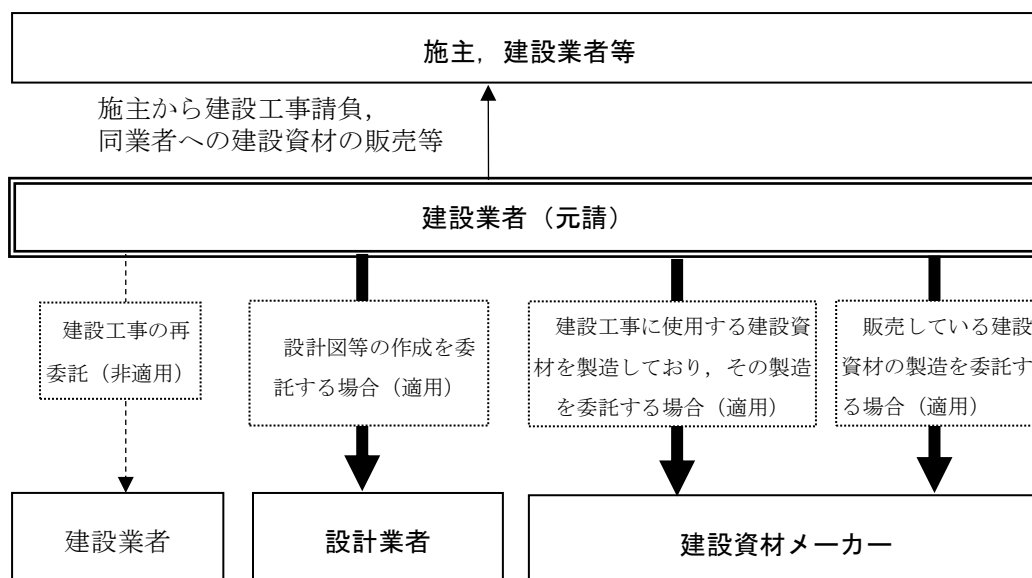 施主，建設業者等
施主から建設工事請負，
同業者への建設資材の販売等
建設業者（元請）
建設工事の再
委託（非適用）
設計図等の作成を委
託する場合（適用）
建設工事に使用する建設資
材を製造しており，その製造
を委託する場合（適用）
販売している建設
資材の製造を委託す
る場合（適用）
建設業者
設計業者
建設資材メーカー